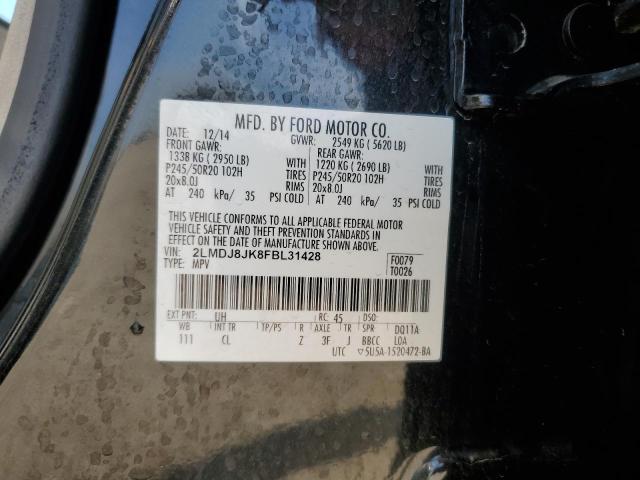 MFD. BY FORD MOTOR CO.
DATE: 12/14 GVWR: 2549 KG ( 5620 LB)
FRONT GAWR: REAR GAWR:
1338 KG ( 2950 LB) WITH 1220 KG ( 2690 LB) WITH
P245/50R20 102H TIRES P245/50R20 102H TIRES
20x8.0J RIMS 20x8.0J RIMS
AT 240 kPa/ 35 PSI COLD AT 240 kPa/ 35 PSI COLD
THIS VEHICLE CONFORMS TO ALL APPLICABLE FEDERAL MOTOR
VEHICLE SAFETY AND THEFT PREVENTION STANDARDS IN
EFFECT ON THE DATE OF MANUFACTURE SHOWN ABOVE.
VIN: 2LMDJ8JK8FBL31428 F0079
TYPE: MPV T0026
EXT PNT: UH RC: 45 DSO:
WB INT TR TP/PS R AXLE TR SPR DQ11A
111 CL Z 3F J BBCC LOA
UTC 5U5A-1520472-BA